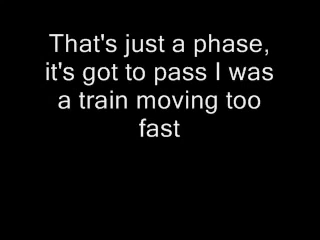 That's just a phase,
it's got to pass I was
a train moving too
fast